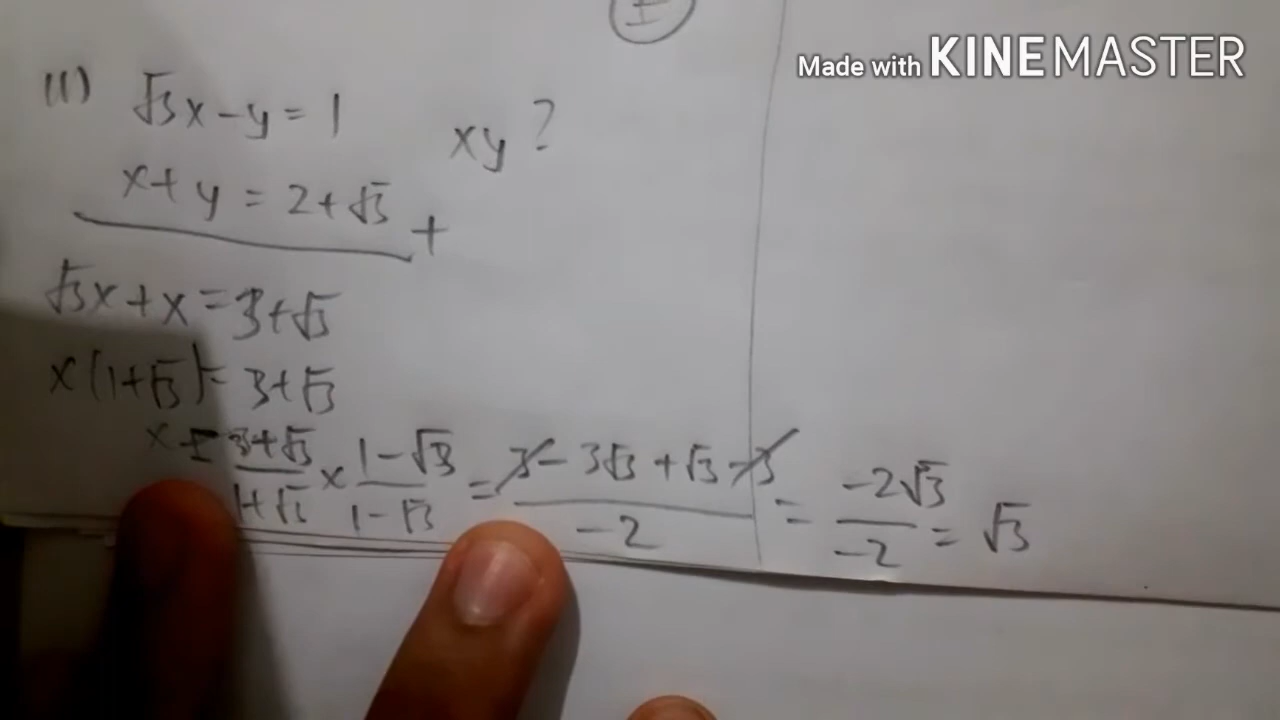 I
Made with KINEMASTER
(11) √3x - y = 1
xy ?
x + y = 2 + √3 +
√3x + x = 3 + √3
x(1+√3) = 3 + √3
x = 3+√3/1+√3 × 1-√3/1-√3 = 3 - 3√3 + √3 - 3/-2 = -2√3/-2 = √3